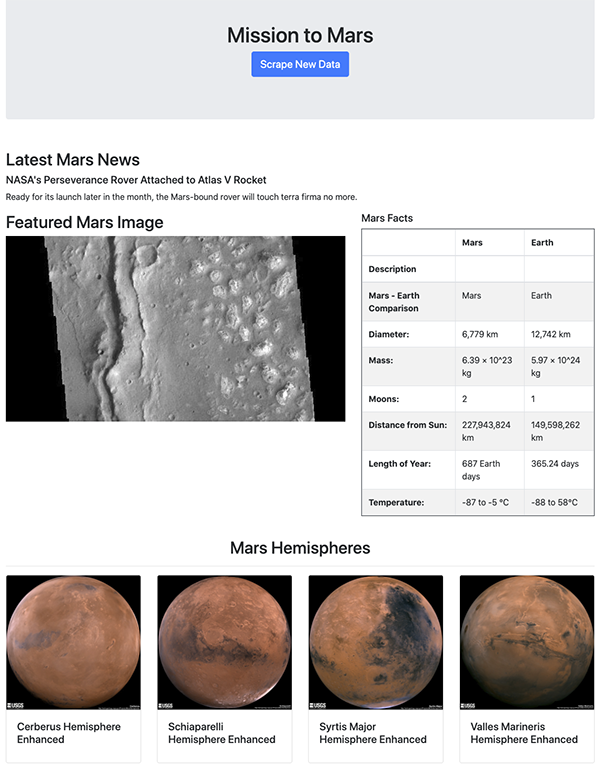 Mission to Mars
Scrape New Data
Latest Mars News
NASA's Perseverance Rover Attached to Atlas V Rocket
Ready for its launch later in the month, the Mars-bound rover will touch terra firma no more.
Featured Mars Image
Mars Facts
Mars Earth
Description
Mars - Earth Comparison Mars Earth
Diameter: 6,779 km 12,742 km
Mass: 6.39 × 10^23 kg 5.97 × 10^24 kg
Moons: 2 1
Distance from Sun: 227,943,824 km 149,598,262 km
Length of Year: 687 Earth days 365.24 days
Temperature: -87 to -5 °C -88 to 58°C
Mars Hemispheres
USGS USGS USGS USGS
Cerberus Hemisphere Enhanced
Schiaparelli Hemisphere Enhanced
Syrtis Major Hemisphere Enhanced
Valles Marineris Hemisphere Enhanced